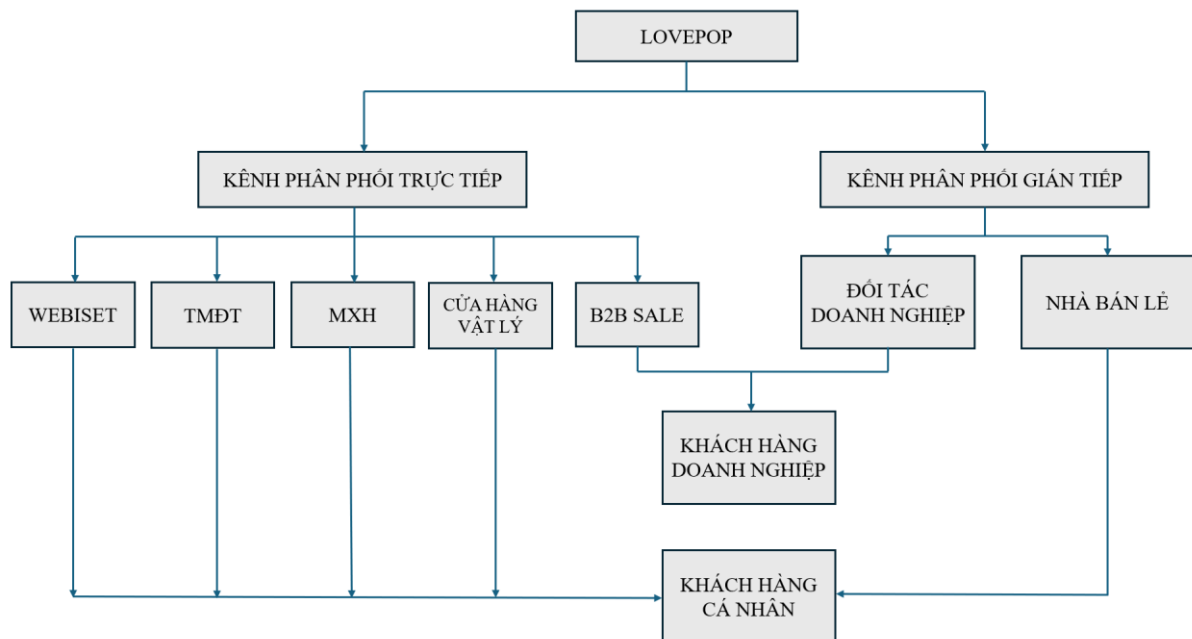 LOVEPOP
KÊNH PHÂN PHỐI TRỰC TIẾP
KÊNH PHÂN PHỐI GIÁN TIẾP
WEBISET
TMĐT
MXH
CỬA HÀNG
VẬT LÝ
B2B SALE
ĐỐI TÁC
DOANH NGHIỆP
NHÀ BÁN LẺ
KHÁCH HÀNG
DOANH NGHIỆP
KHÁCH HÀNG
CÁ NHÂN